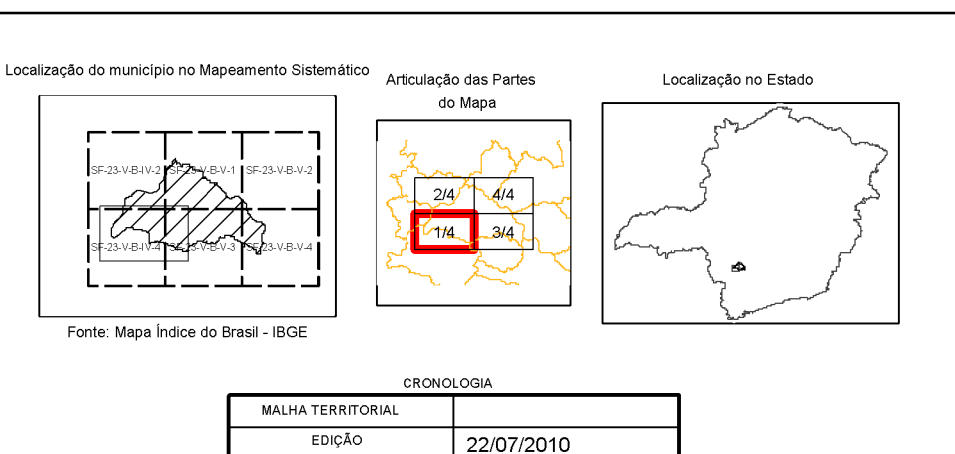 Localização do município no Mapeamento Sistemático
Articulação das Partes
do Mapa
Localização no Estado
SF-23-V-B-IV-2 SF-23-V-B-V-1 SF-23-V-B-V-2
SF-23-V-B-IV-4 SF-23-V-B-V-3 SF-23-V-B-V-4
2/4 4/4
1/4 3/4
Fonte: Mapa Índice do Brasil - IBGE
CRONOLOGIA
MALHA TERRITORIAL
EDIÇÃO 22/07/2010